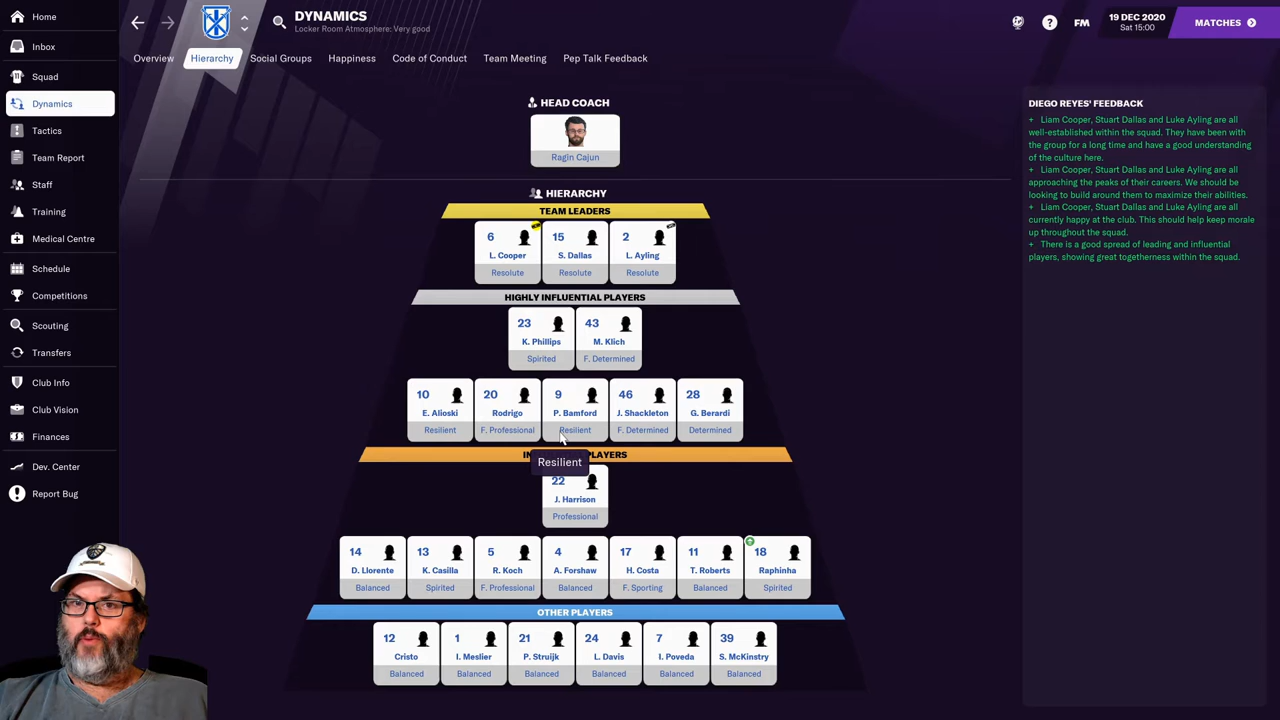 Home
Inbox
Squad
Dynamics
Tactics
Team Report
Staff
Training
Medical Centre
Schedule
Competitions
Scouting
Transfers
Club Info
Club Vision
Finances
Dev. Center
Report Bug
DYNAMICS
Locker Room Atmosphere: Very good
FM
19 DEC 2020
Sat 15:00
MATCHES
Overview
Hierarchy
Social Groups
Happiness
Code of Conduct
Team Meeting
Pep Talk Feedback
HEAD COACH
Ragin Cajun
HIERARCHY
TEAM LEADERS
6 15 2
L. Cooper S. Dallas L. Ayling
Resolute Resolute Resolute
HIGHLY INFLUENTIAL PLAYERS
23 43
K. Phillips M. Klich
Spirited F. Determined
10 20 9 46 28
E. Alioski Rodrigo P. Bamford J. Shackleton G. Berardi
Resilient F. Professional Resilient F. Determined Determined
PLAYERS
Resilient
22
J. Harrison
Professional
14 13 5 4 17 11 18
D. Llorente K. Casilla R. Koch A. Forshaw H. Costa T. Roberts Raphinha
Balanced Spirited F. Professional Balanced F. Sporting Balanced Spirited
OTHER PLAYERS
12 1 21 24 7 39
Cristo I. Meslier P. Struijk L. Davis I. Poveda S. McKinstry
Balanced Balanced Balanced Balanced Balanced Balanced
DIEGO REYES' FEEDBACK
+ Liam Cooper, Stuart Dallas and Luke Ayling are all
well-established within the squad. They have been with
the group for a long time and have a good understanding
of the culture here.
+ Liam Cooper, Stuart Dallas and Luke Ayling are all
approaching the peaks of their careers. We should be
looking to build around them to maximize their abilities.
+ Liam Cooper, Stuart Dallas and Luke Ayling are all
currently happy at the club. This should help keep morale
up throughout the squad.
+ There is a good spread of leading and influential
players, showing great togetherness within the squad.